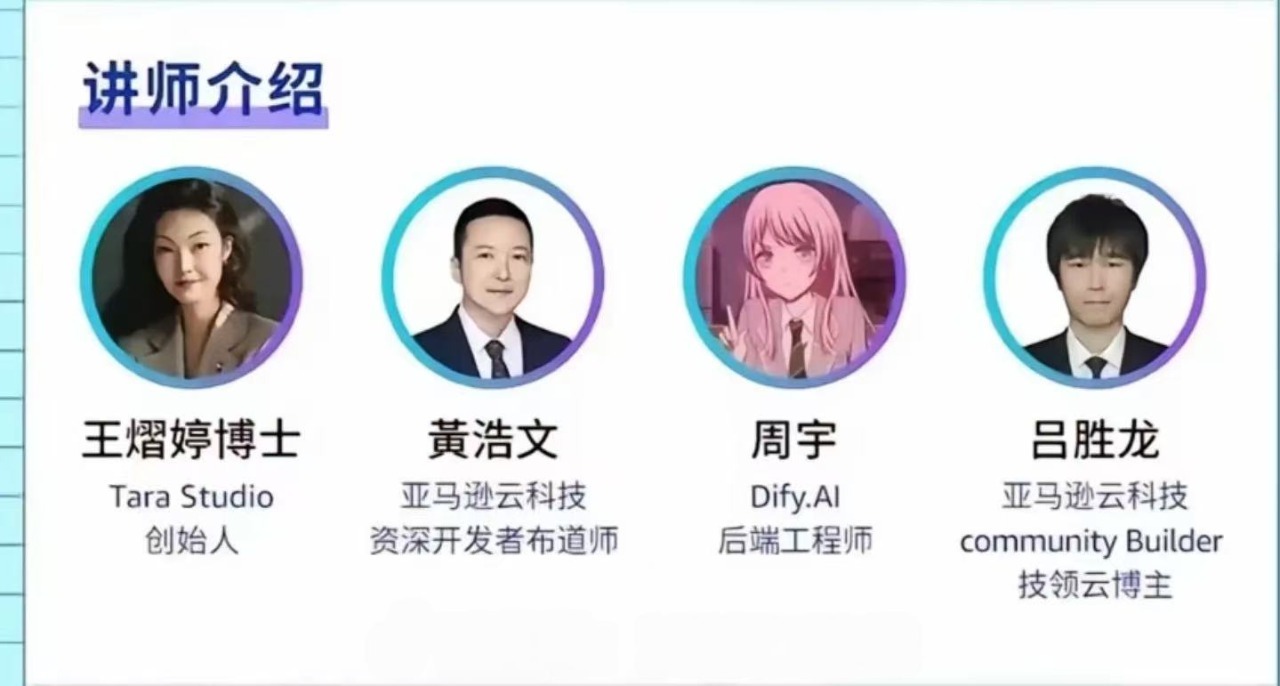 讲师介绍
王熠婷博士
Tara Studio
创始人
黃浩文
亚马逊云科技
资深开发者布道师
周宇
Dify.AI
后端工程师
吕胜龙
亚马逊云科技
community Builder
技领云博主